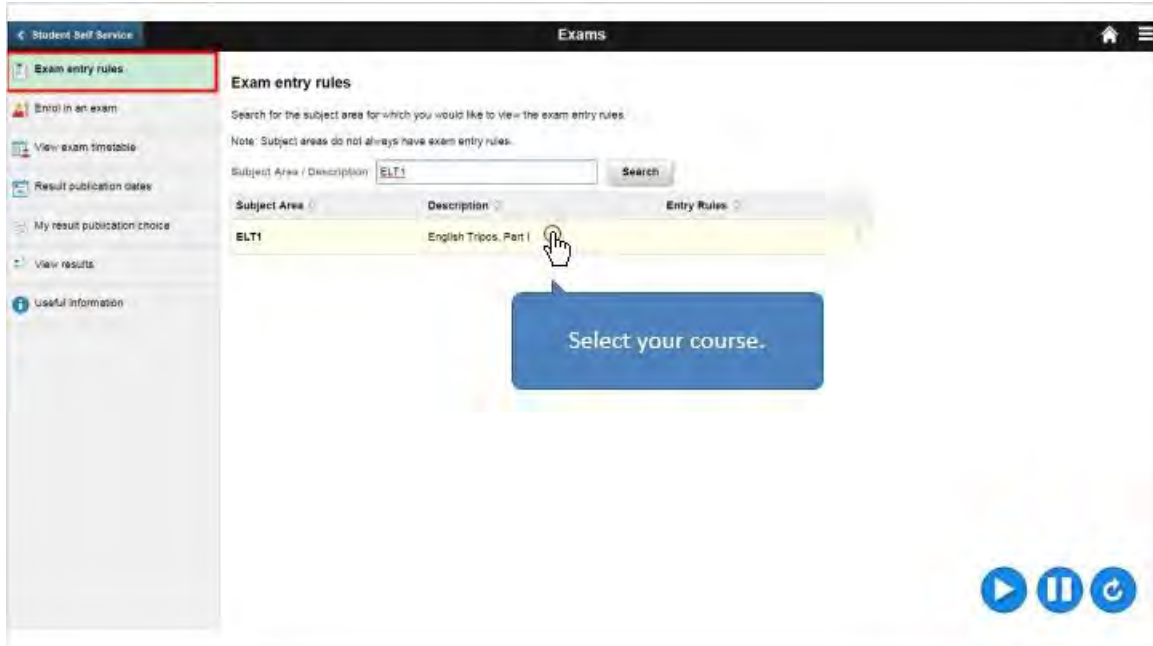 Student Self Service
Exams
Exam entry rules
Enrol in an exam
View exam timetable
Result publication dates
My result publication choice
View results
Useful information
Exam entry rules
Search for the subject area for which you would like to view the exam entry rules.
Note: Subject areas do not always have exam entry rules.
Subject Area / Description ELT1 Search
Subject Area Description Entry Rules
ELT1 English Tripos, Part I
Select your course.